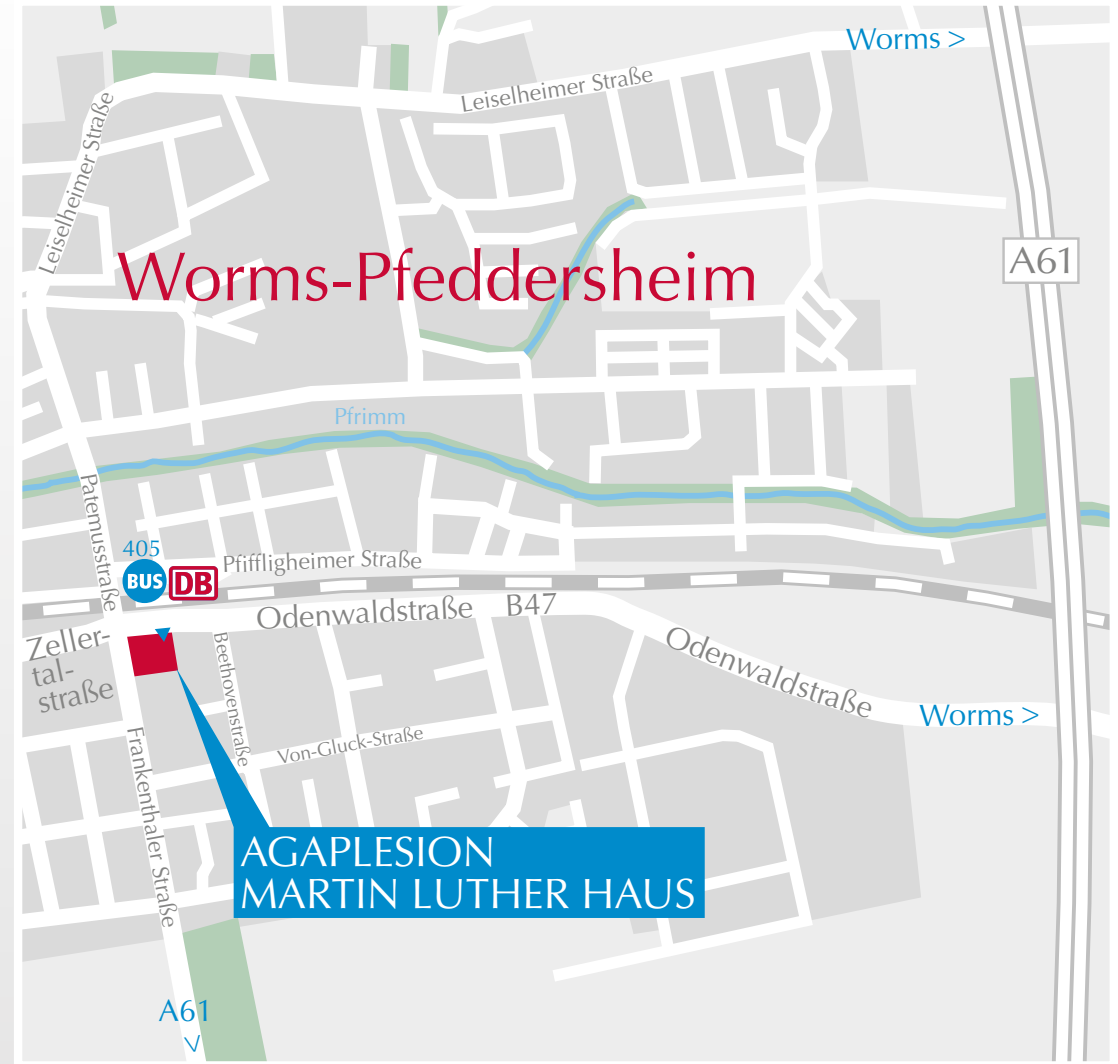 Worms >
Leiselheimer Straße
Leiselheimer Straße
Worms-Pfeddersheim
A61
Pfrimm
Paternusstraße
405
BUS
DB
Pfiffligheimer Straße
Odenwaldstraße B47
Zeller-
tal-
straße
Beethovenstraße
Odenwaldstraße
Worms >
Von-Gluck-Straße
Frankenthaler Straße
AGAPLESION
MARTIN LUTHER HAUS
A61
>